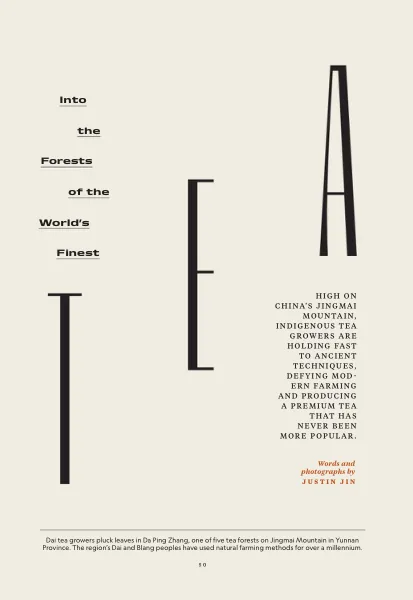 Into
the
Forests
of the
World's
Finest
T
E
A
HIGH ON
CHINA'S JINGMAI
MOUNTAIN,
INDIGENOUS TEA
GROWERS ARE
HOLDING FAST
TO ANCIENT
TECHNIQUES,
DEFYING MOD-
ERN FARMING
AND PRODUCING
A PREMIUM TEA
THAT HAS
NEVER BEEN
MORE POPULAR.
Words and
photographs by
JUSTIN JIN
Dai tea growers pluck leaves in Da Ping Zhang, one of five tea forests on Jingmai Mountain in Yunnan
Province. The region's Dai and Blang peoples have used natural farming methods for over a millennium.
50